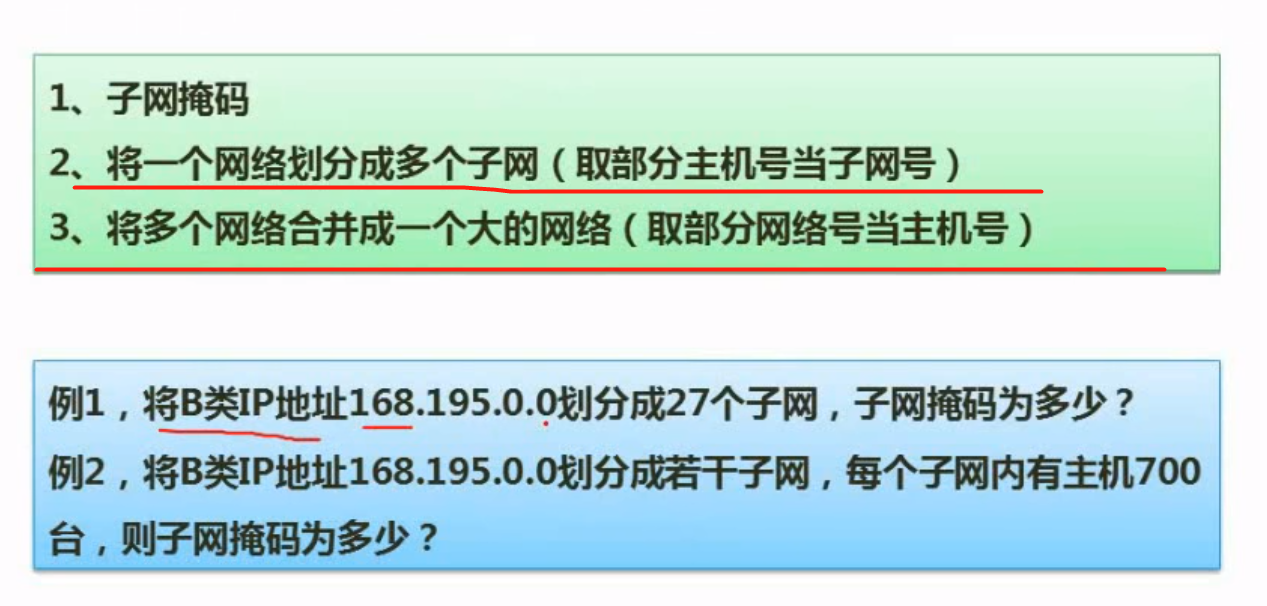 1、子网掩码
2、将一个网络划分成多个子网（取部分主机号当子网号）
3、将多个网络合并成一个大的网络（取部分网络号当主机号）
例1，将B类IP地址168.195.0.0划分成27个子网，子网掩码为多少？
例2，将B类IP地址168.195.0.0划分成若干子网，每个子网内有主机700
台，则子网掩码为多少？